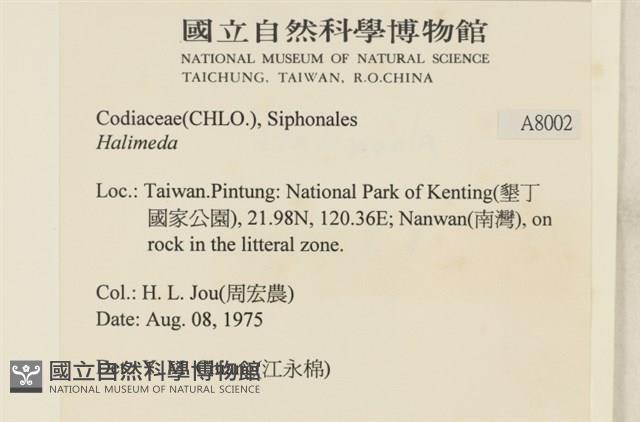 國立自然科學博物館
NATIONAL MUSEUM OF NATURAL SCIENCE
TAICHUNG, TAIWAN, R.O.CHINA
Codiaceae(CHLO.), Siphonales
A8002
Halimeda
Loc.: Taiwan.Pintung: National Park of Kenting(墾丁
國家公園), 21.98N, 120.36E; Nanwan(南灣), on
rock in the litteral zone.
Col.: H. L. Jou(周宏農)
Date: Aug. 08, 1975
Det.: Y. M. Chiang(江永棉)
國立自然科學博物館
NATIONAL MUSEUM OF NATURAL SCIENCE